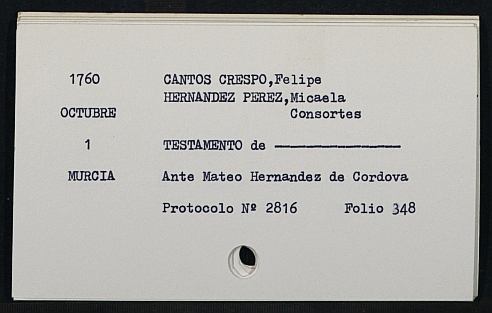 1760 CANTOS CRESPO,Felipe
HERNANDEZ PEREZ,Micaela
OCTUBRE Consortes
1 TESTAMENTO de ————————
MURCIA Ante Mateo Hernandez de Cordova
Protocolo Nº 2816 Folio 348